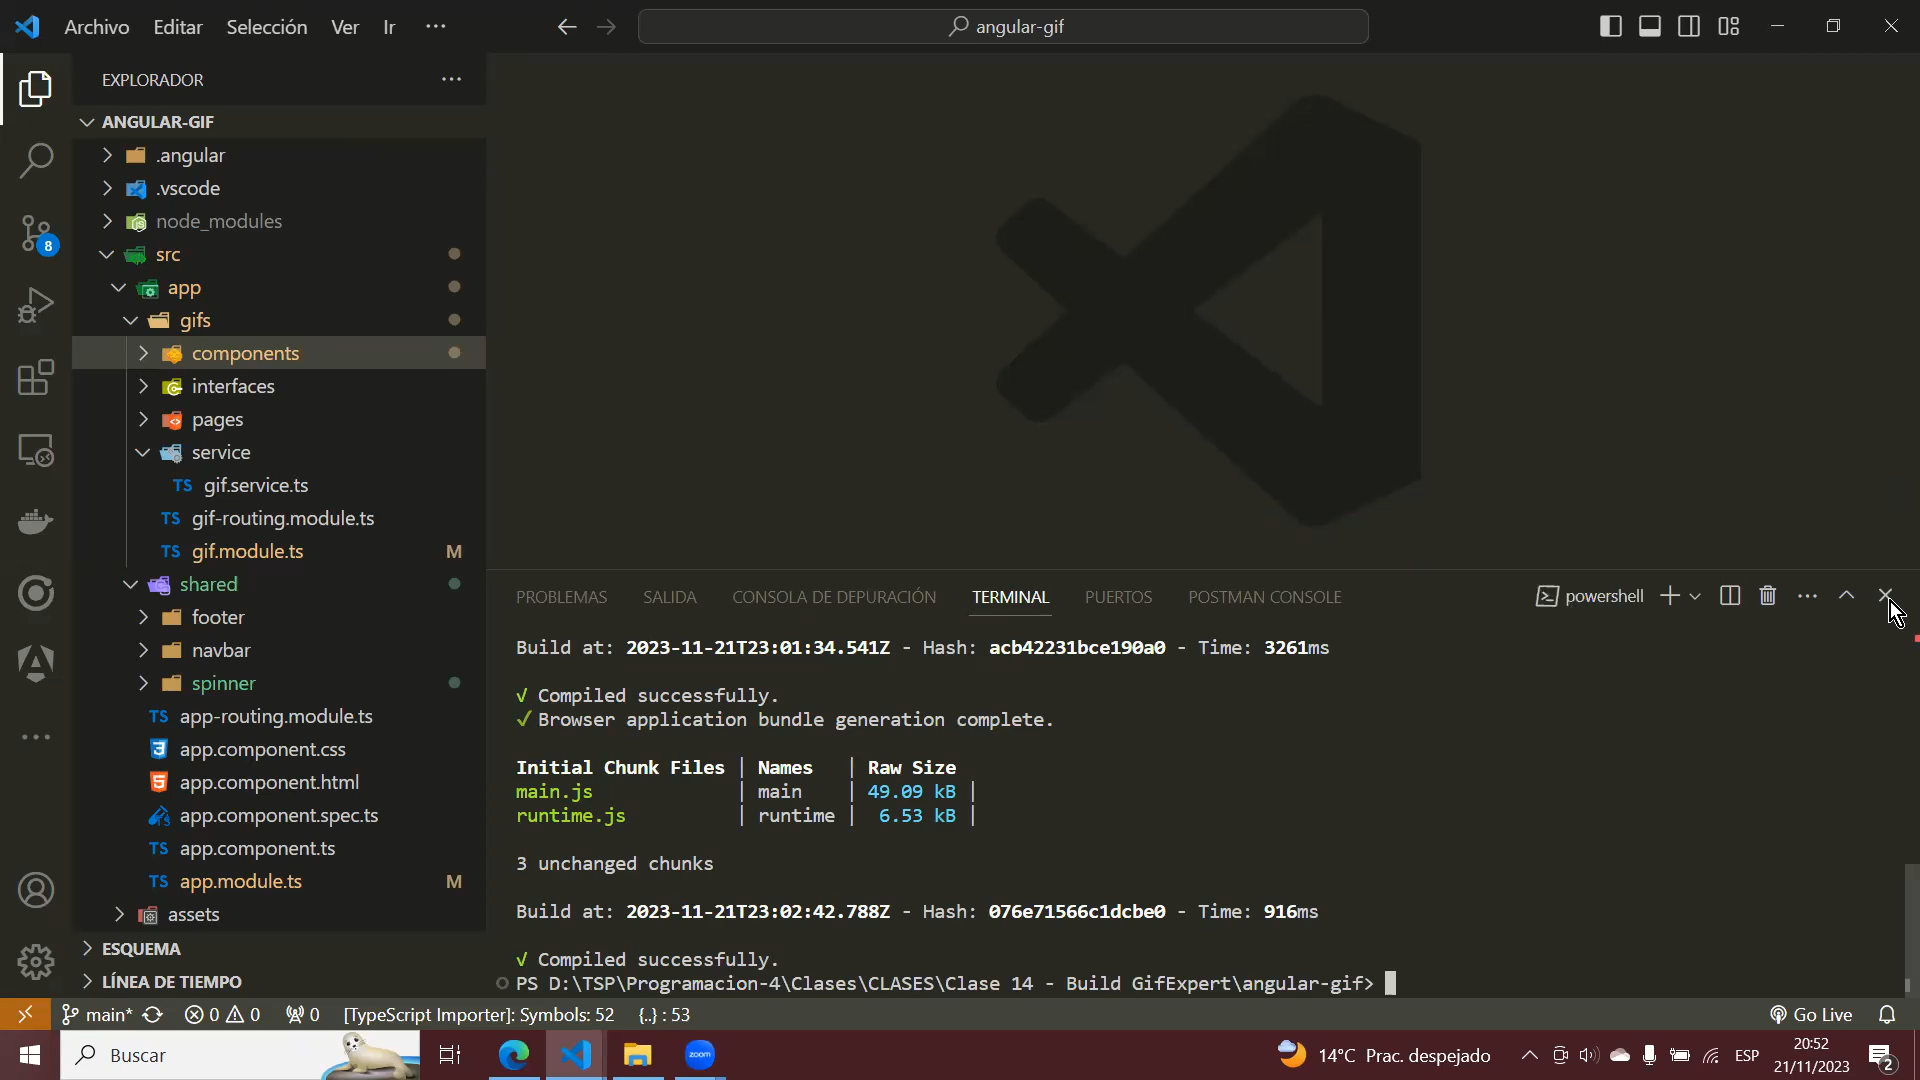 Archivo Editar Selección Ver Ir
angular-gif
EXPLORADOR
ANGULAR-GIF
.angular
.vscode
node_modules
src
app
gifs
components
interfaces
pages
service
TS gif.service.ts
TS gif-routing.module.ts
TS gif.module.ts M
shared
footer
navbar
spinner
TS app-routing.module.ts
app.component.css
app.component.html
app.component.spec.ts
TS app.component.ts
TS app.module.ts M
assets
ESQUEMA
LÍNEA DE TIEMPO
8
PROBLEMAS SALIDA CONSOLA DE DEPURACIÓN TERMINAL PUERTOS POSTMAN CONSOLE
powershell
Build at: 2023-11-21T23:01:34.541Z - Hash: acb42231bce190a0 - Time: 3261ms
√ Compiled successfully.
✓ Browser application bundle generation complete.
Initial Chunk Files | Names | Raw Size
main.js | main | 49.09 kB |
runtime.js | runtime | 6.53 kB |
3 unchanged chunks
Build at: 2023-11-21T23:02:42.788Z - Hash: 076e71566c1dcbe0 - Time: 916ms
√ Compiled successfully.
PS D:\TSP\Programacion-4\Clases\CLASES\Clase 14 - Build GifExpert\angular-gif>
main* 0 0 0 [TypeScript Importer]: Symbols: 52 {..} : 53
Go Live
Buscar
zoom
14°C Prac. despejado
ESP
20:52
21/11/2023
2